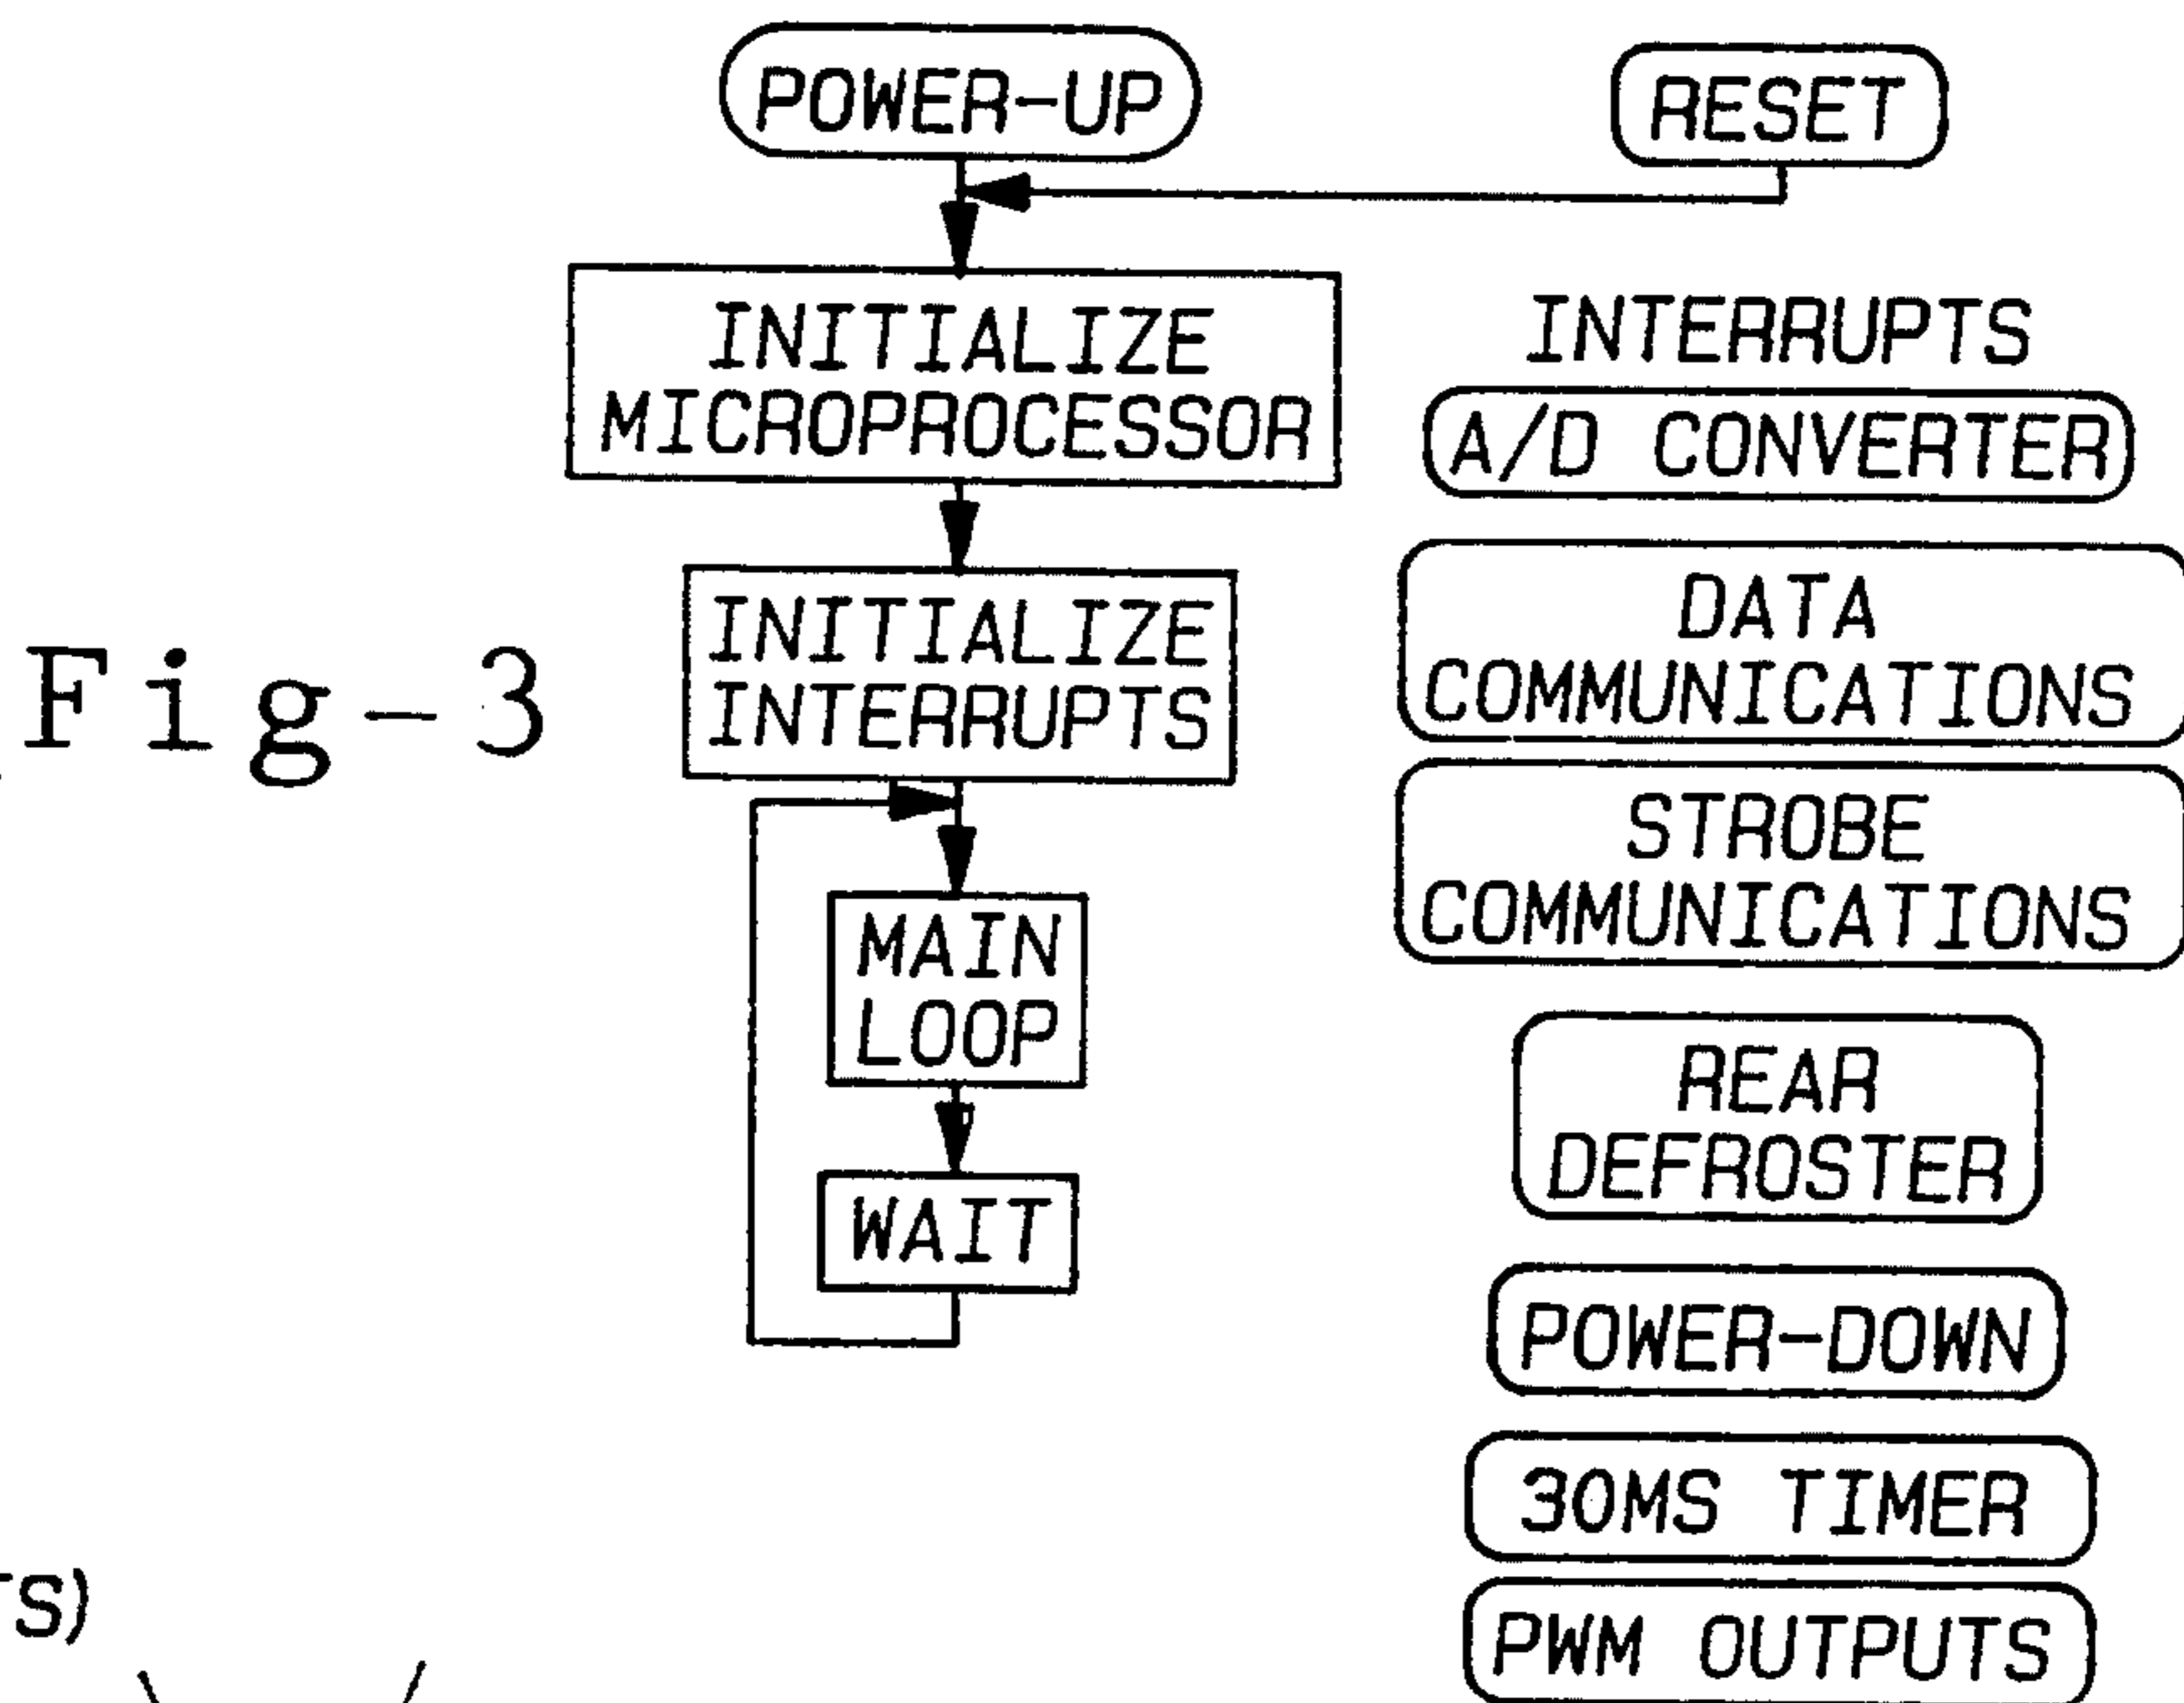 POWER-UP
RESET
INITIALIZE
MICROPROCESSOR
INITIALIZE
INTERRUPTS
MAIN
LOOP
WAIT
INTERRUPTS
A/D CONVERTER
DATA
COMMUNICATIONS
STROBE
COMMUNICATIONS
REAR
DEFROSTER
POWER-DOWN
30MS TIMER
PWM OUTPUTS
Fig-3
TS)